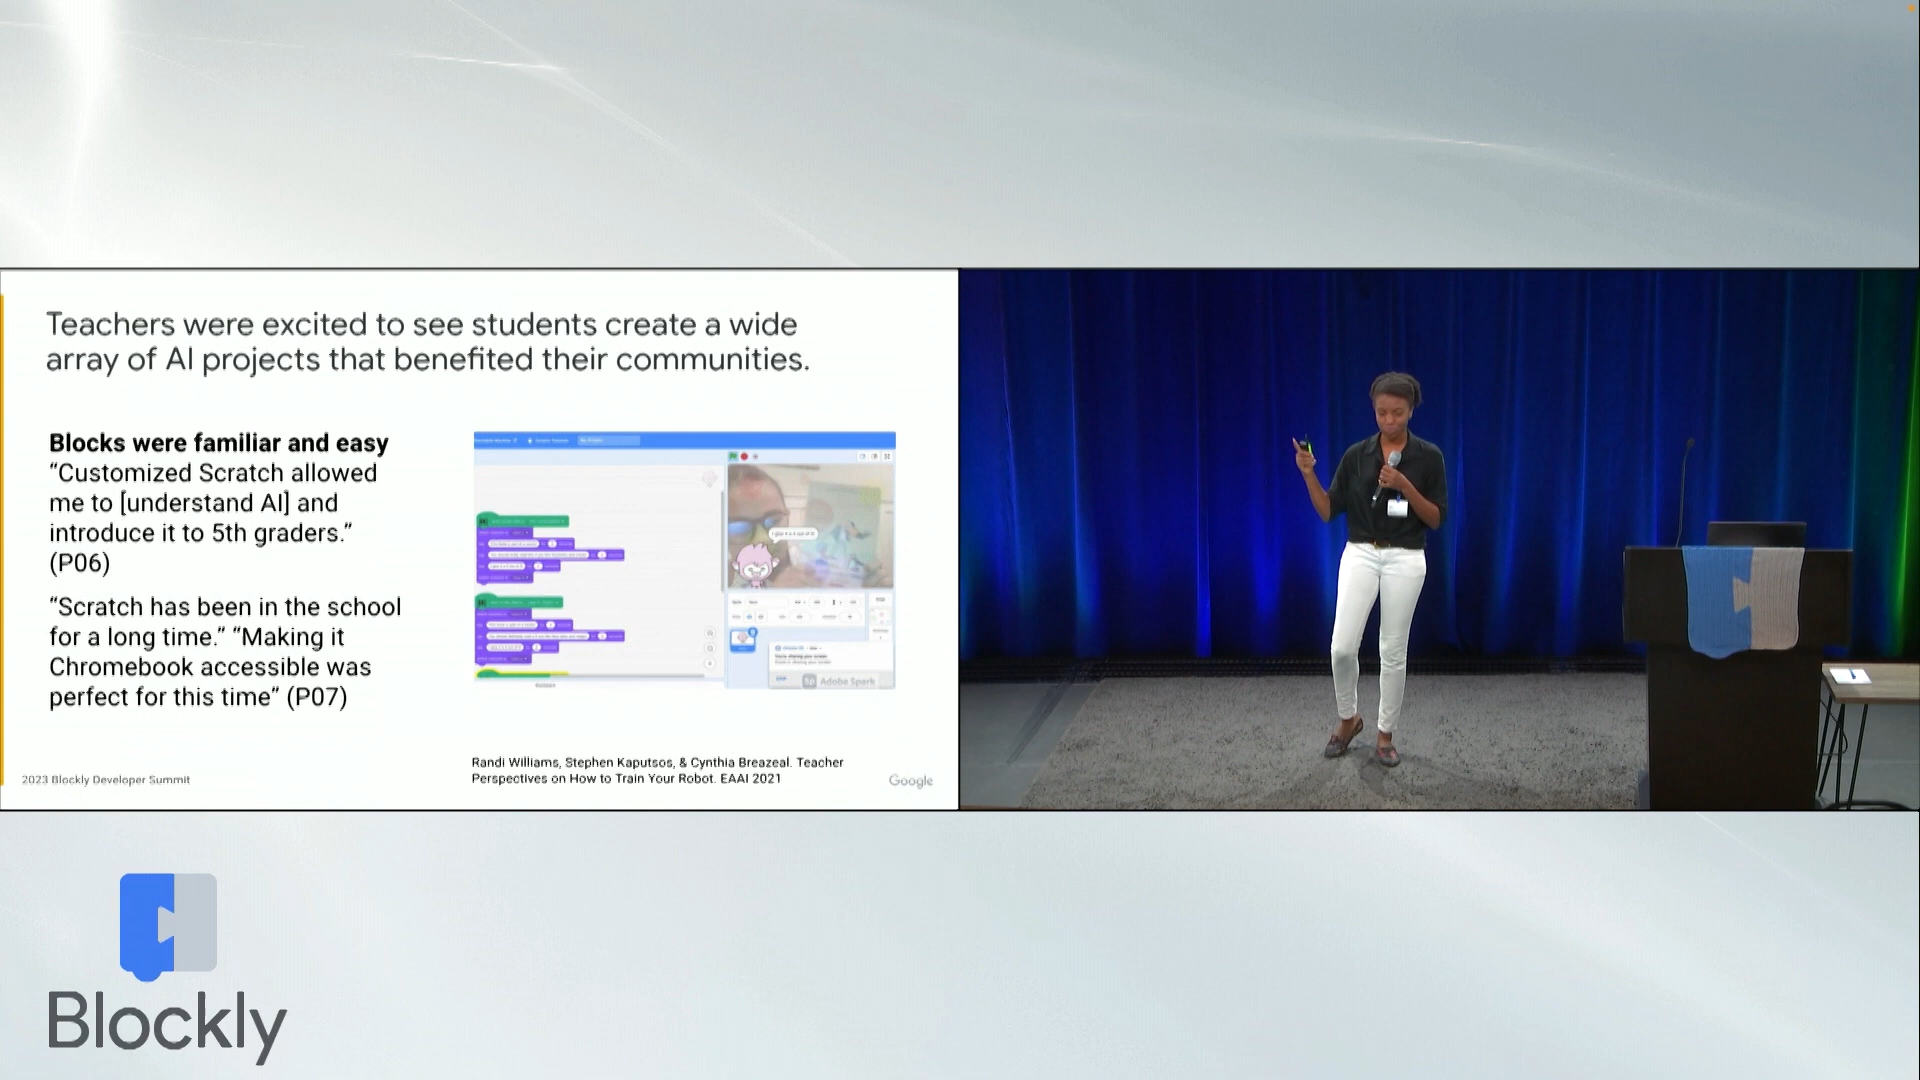 Teachers were excited to see students create a wide
array of AI projects that benefited their communities.
Blocks were familiar and easy
“Customized Scratch allowed
me to [understand AI] and
introduce it to 5th graders.”
(P06)
“Scratch has been in the school
for a long time.” “Making it
Chromebook accessible was
perfect for this time” (P07)
Adobe Spark
Randi Williams, Stephen Kaputsos, & Cynthia Breazeal. Teacher
Perspectives on How to Train Your Robot. EAAI 2021
2023 Blockly Developer Summit
Google
Blockly